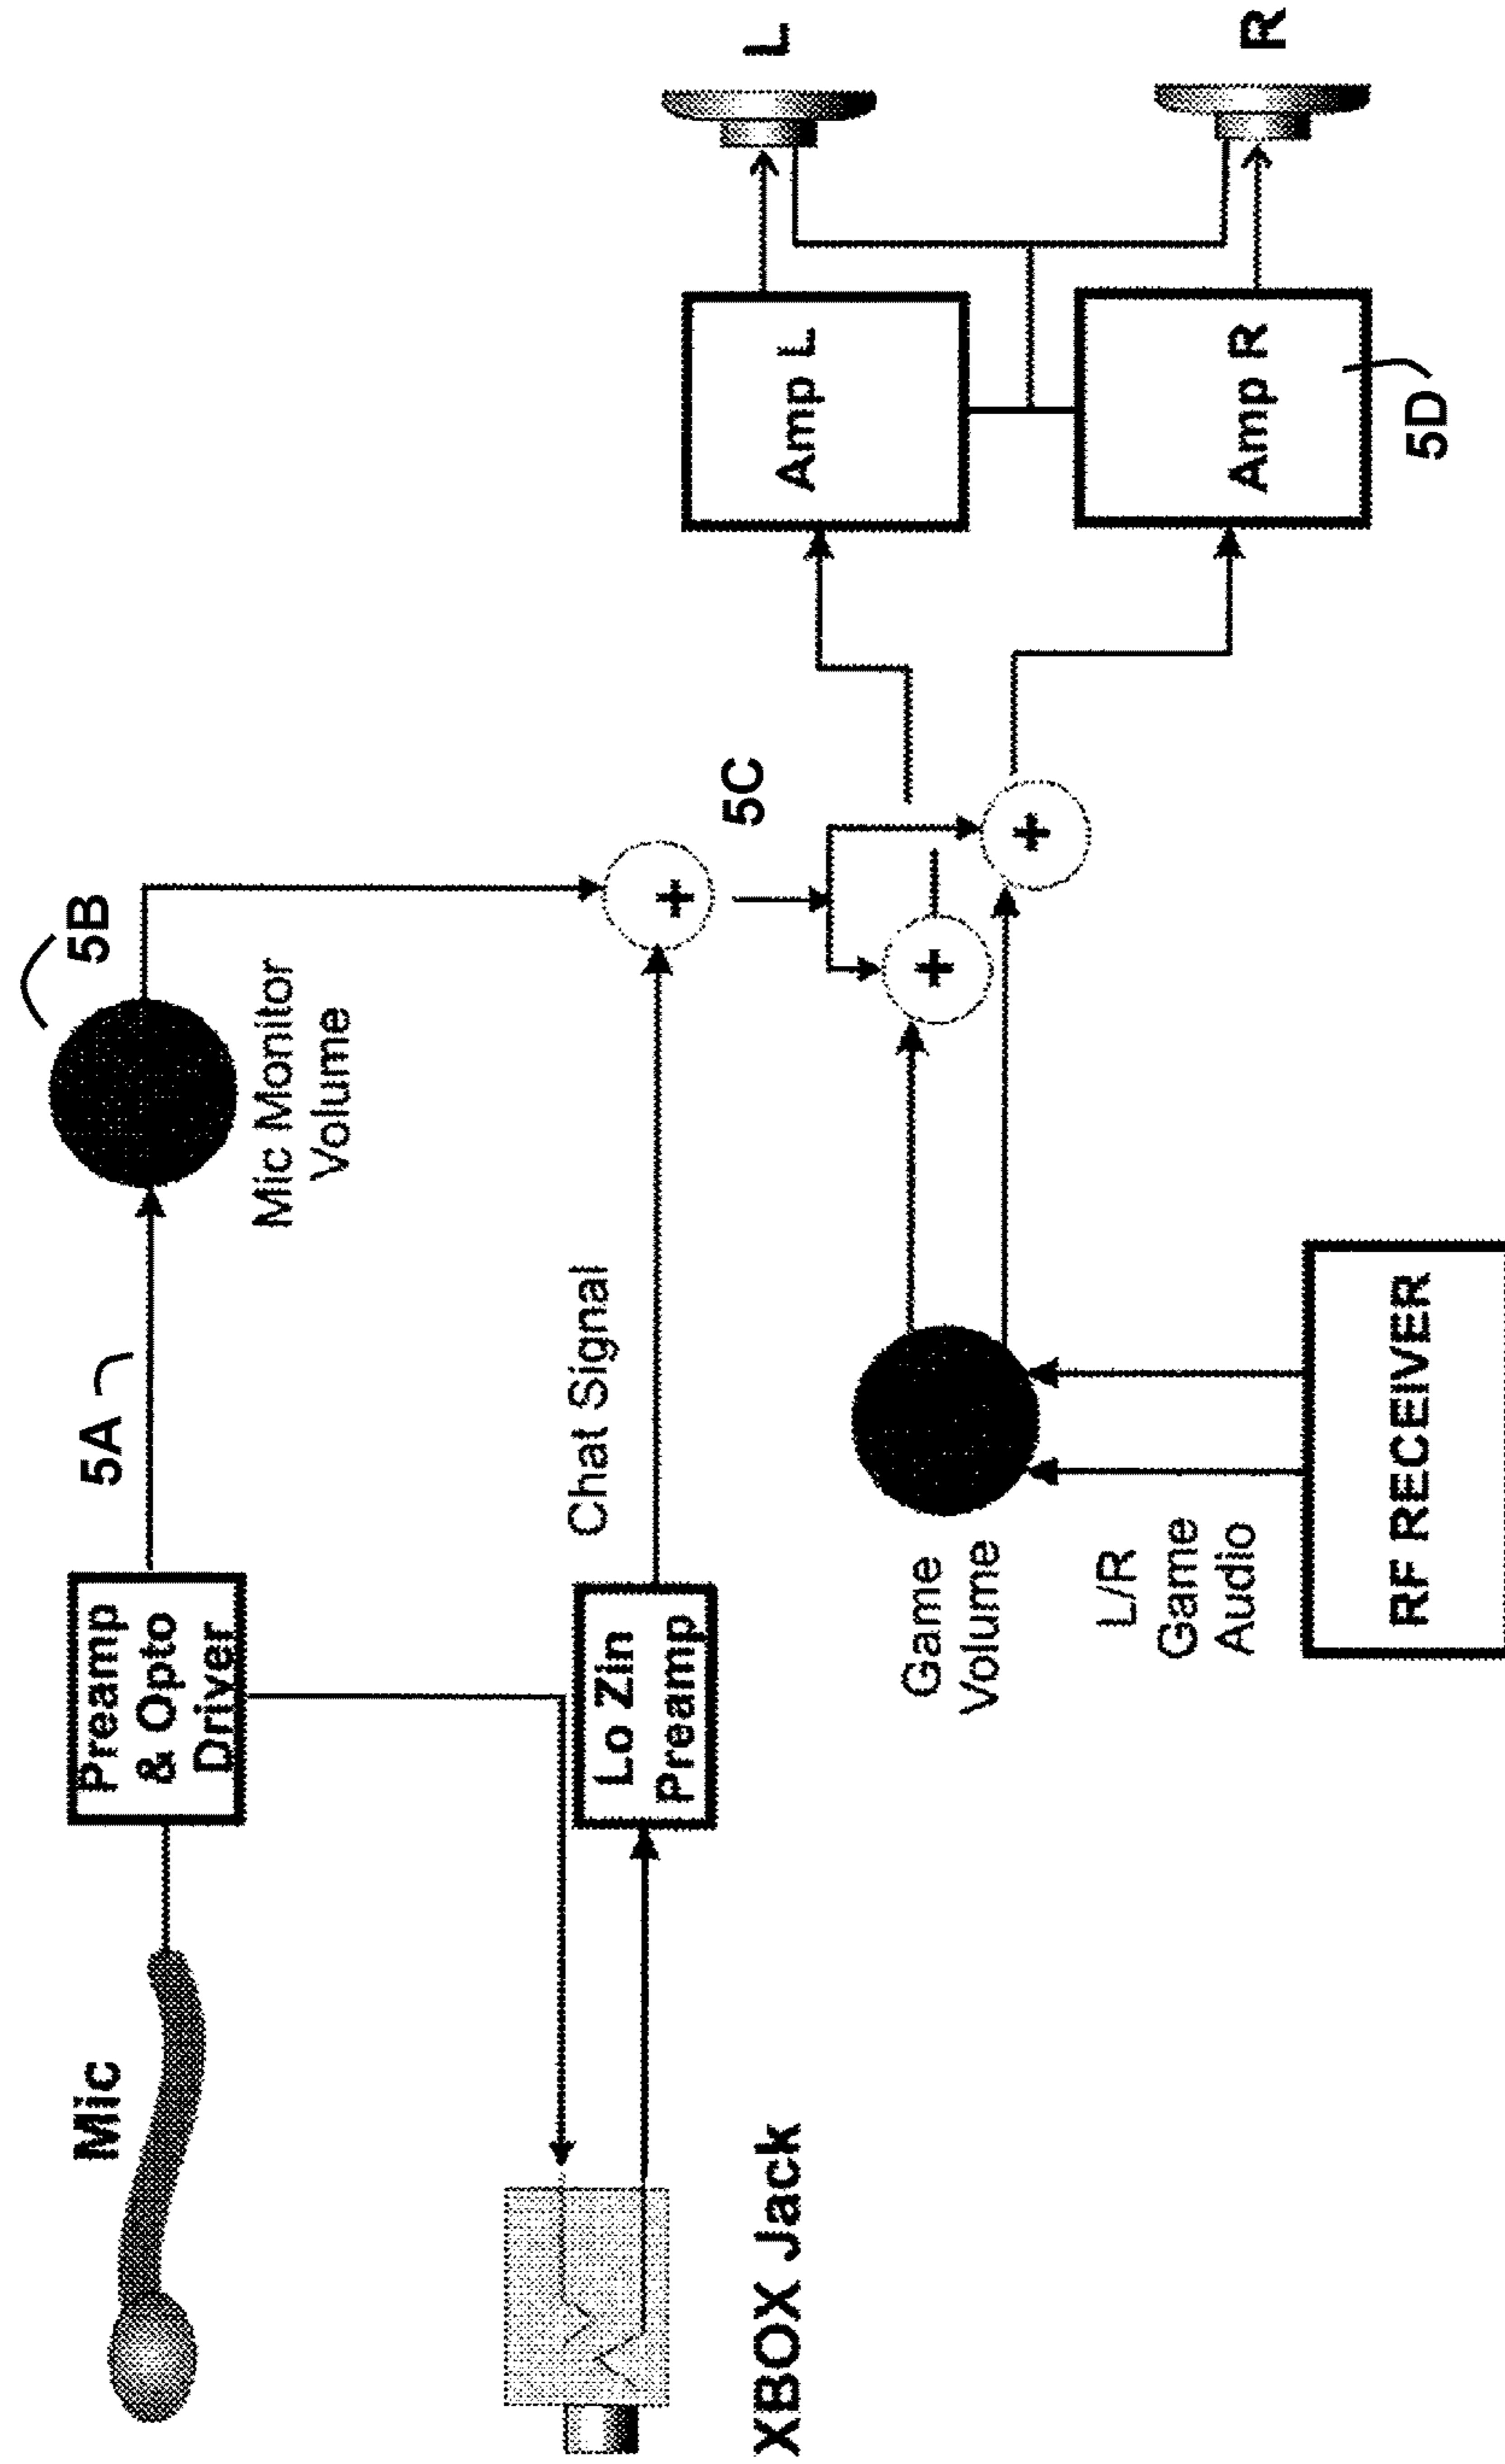 Mic
Preamp
& Opto
Driver
5A
5B
Mic Monitor
Volume
XBOX Jack
Lo Zin
Preamp
Chat Signal
5C
Game
Volume
L/R
Game
Audio
RF RECEIVER
+
+
+
Amp L
Amp R
5D
L
R